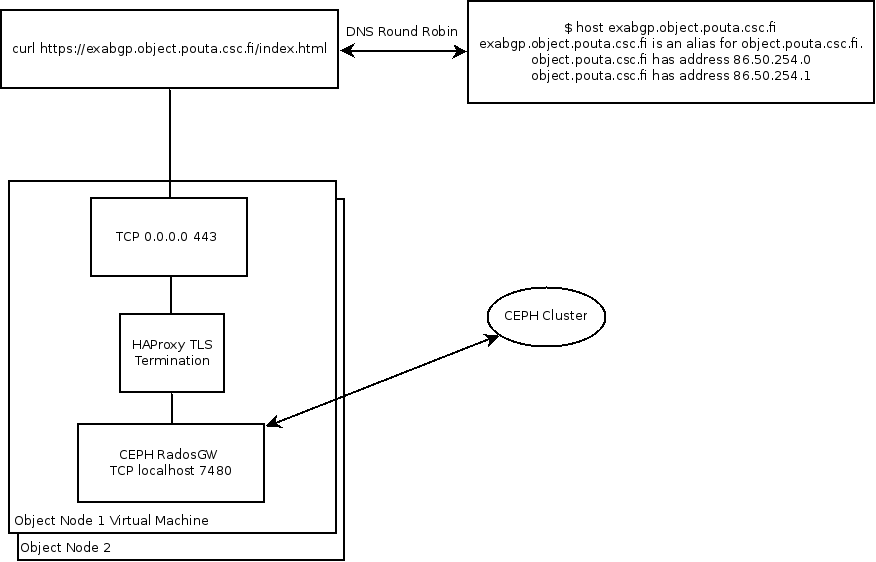 curl https://exabgp.object.pouta.csc.fi/index.html
DNS Round Robin
$ host exabgp.object.pouta.csc.fi
exabgp.object.pouta.csc.fi is an alias for object.pouta.csc.fi.
object.pouta.csc.fi has address 86.50.254.0
object.pouta.csc.fi has address 86.50.254.1
TCP 0.0.0.0 443
HAProxy TLS
Termination
CEPH Cluster
CEPH RadosGW
TCP localhost 7480
Object Node 1 Virtual Machine
Object Node 2